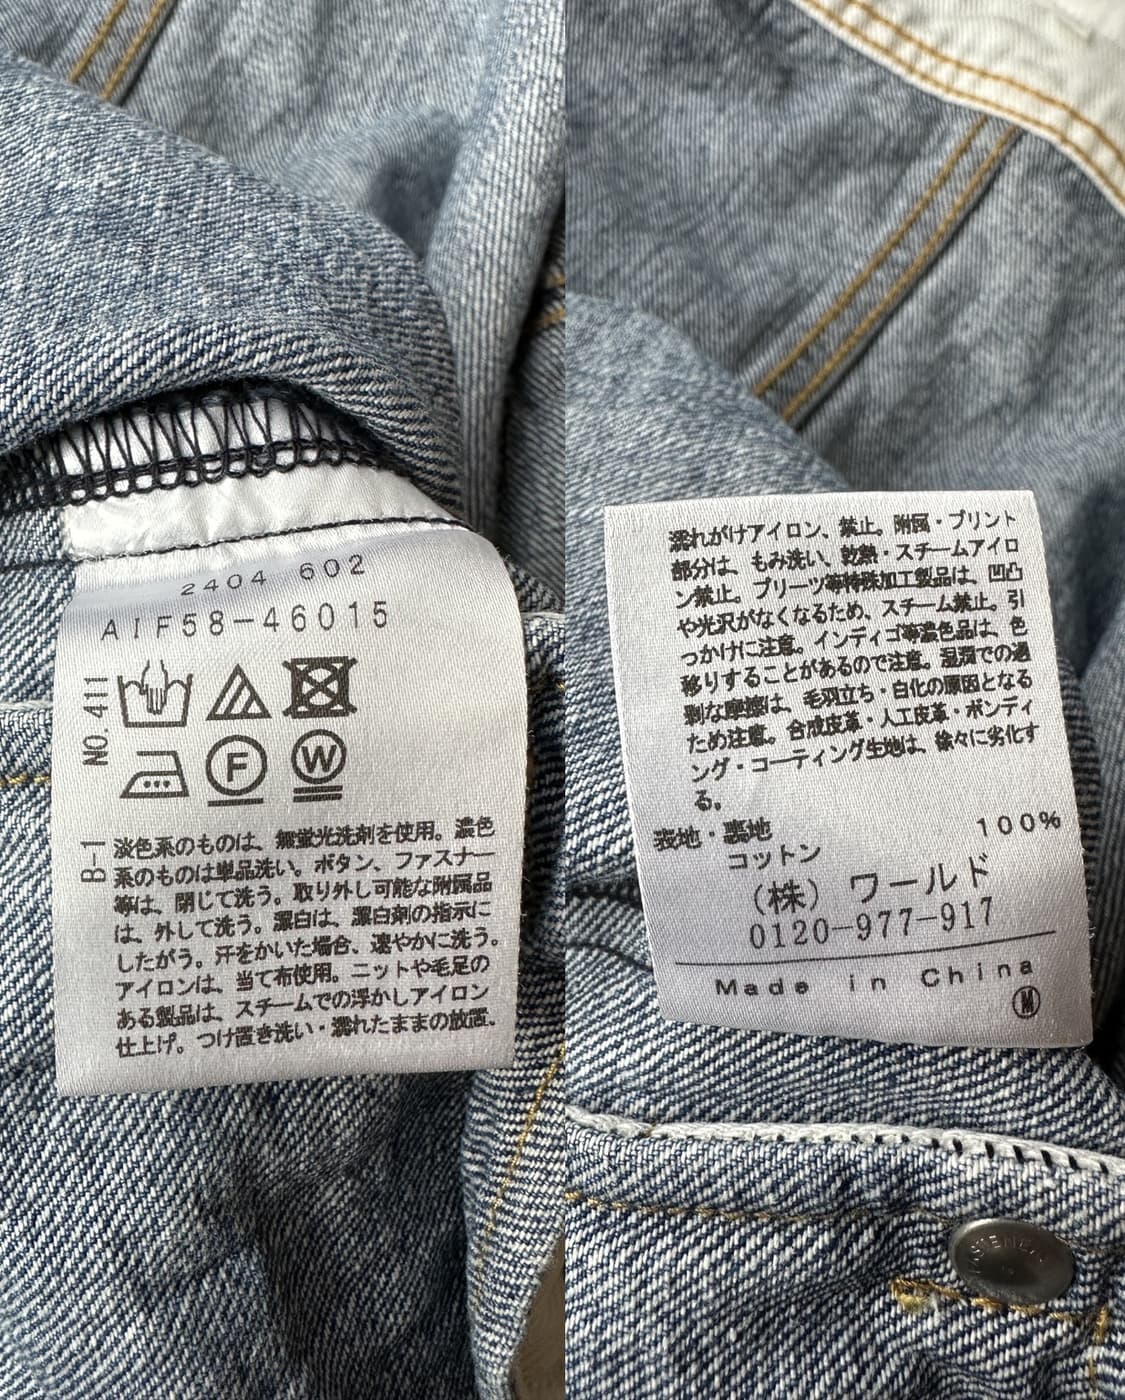 2404 602
AIF58-46015
NO.411
F
W
B-1
淡色系のものは、無蛍光洗剤を使用。濃色
系のものは単品洗い。ボタン、ファスナー
等は、閉じて洗う。取り外し可能な附属品
は、外して洗う。漂白は、漂白剤の指示に
したがう。汗をかいた場合、速やかに洗う。
アイロンは、当て布使用。ニットや毛足の
ある製品は、スチームでの浮かしアイロン
仕上げ。つけ置き洗い・濡れたままの放置、
濡れがけアイロン、禁止。附属・プリント
部分は、もみ洗い、乾熱・スチームアイロ
ン禁止。プリーツ等特殊加工製品は、凹凸
や光沢がなくなるため、スチーム禁止。引
っかけに注意。インディゴ等濃色品は、色
移りすることがあるので注意。湿潤での過
剰な摩擦は、毛羽立ち・白化の原因となる
ため注意。合成皮革・人工皮革・ボンディ
ング・コーティング生地は、徐々に劣化す
る。
表地・裏地
コットン 100%
(株) ワールド
0120-977-917
Made in China
M